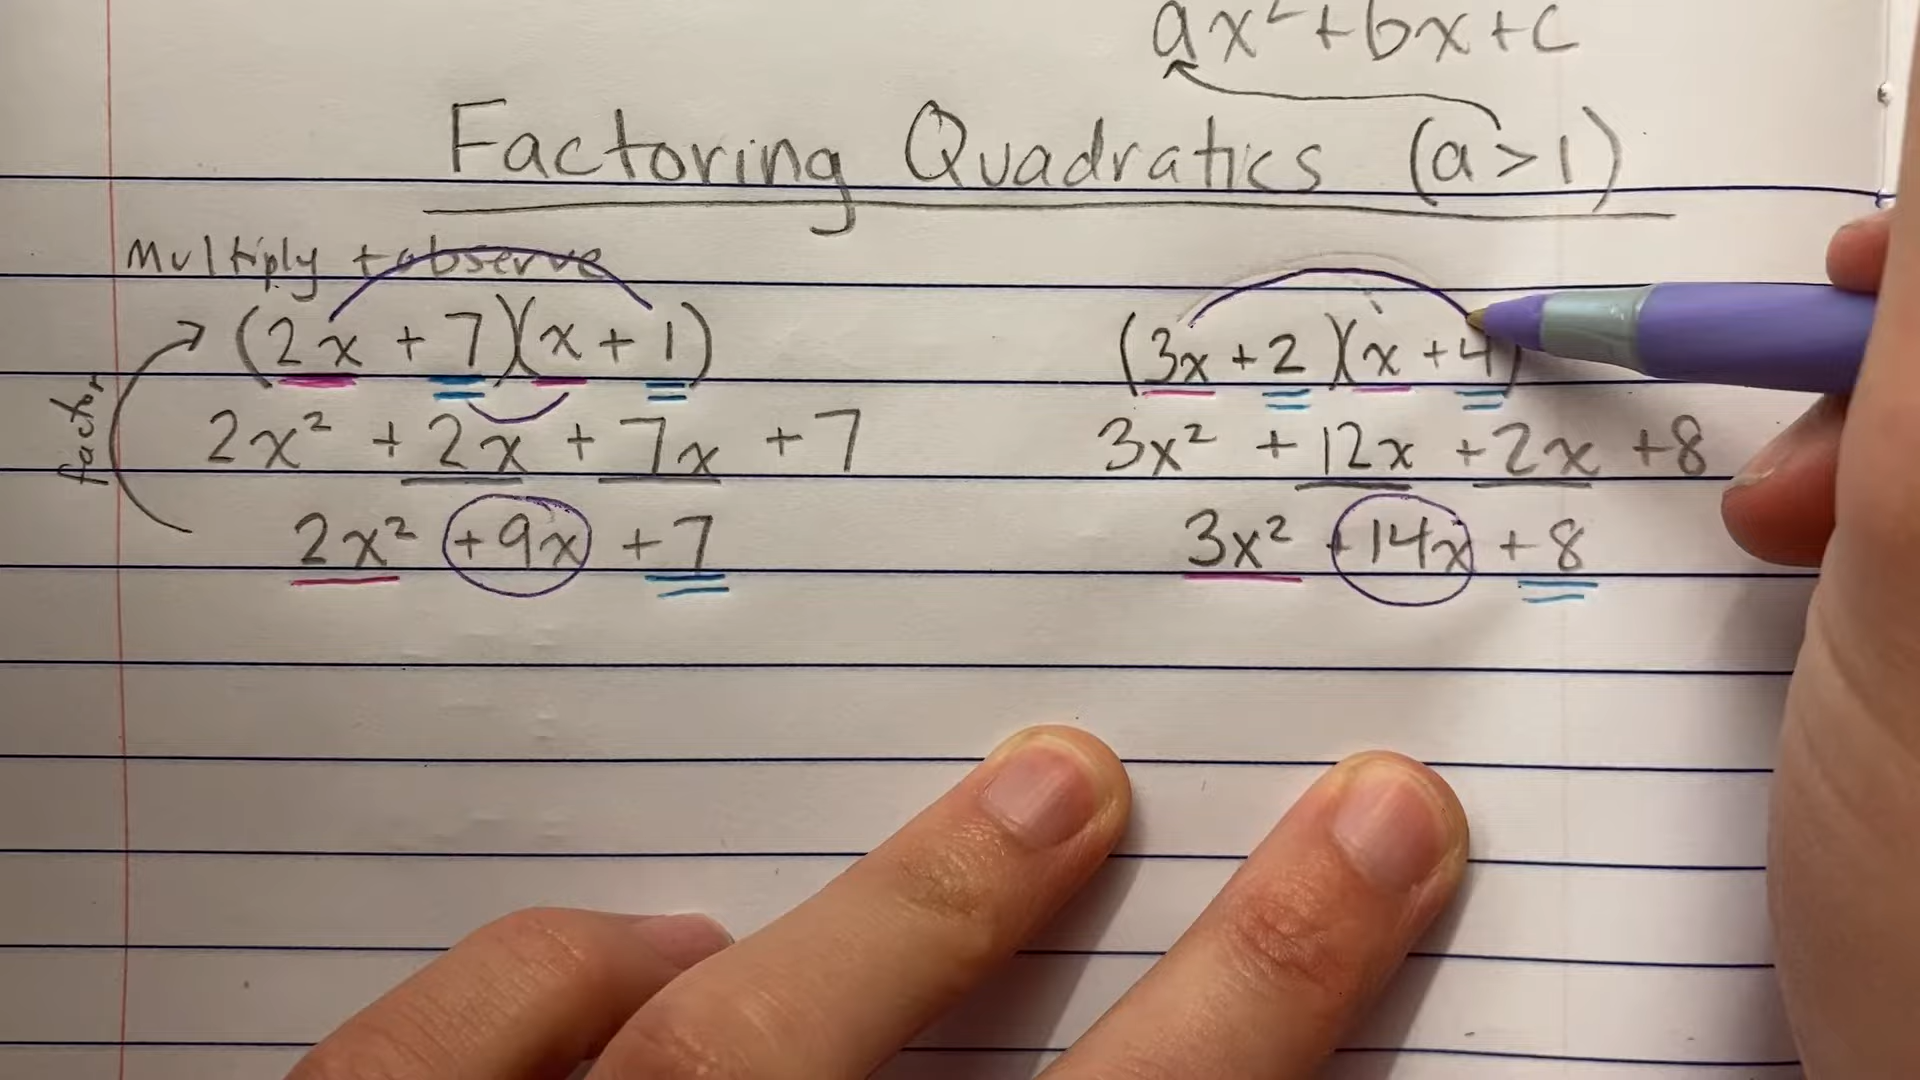 ax² + bx + c
Factoring Quadratics (a > 1)
Multiply + observe
(2x + 7)(x + 1)
2x² + 2x + 7x + 7
2x² + 9x + 7
factor
(3x + 2)(x + 4)
3x² + 12x + 2x + 8
3x² + 14x + 8